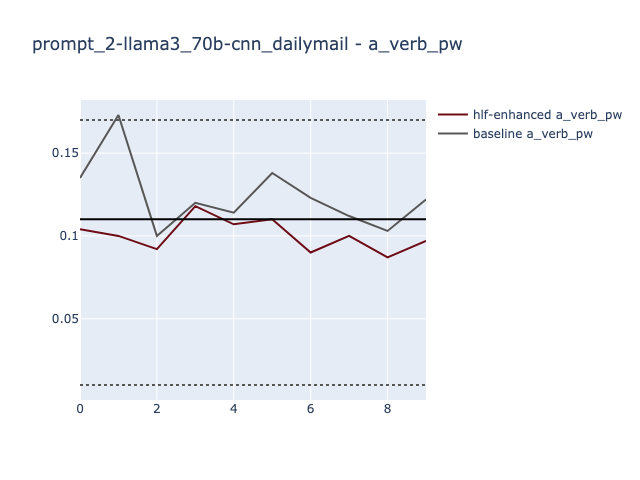 prompt_2-llama3_70b-cnn_dailymail - a_verb_pw
hlf-enhanced a_verb_pw
baseline a_verb_pw
0.15
0.1
0.05
0 2 4 6 8